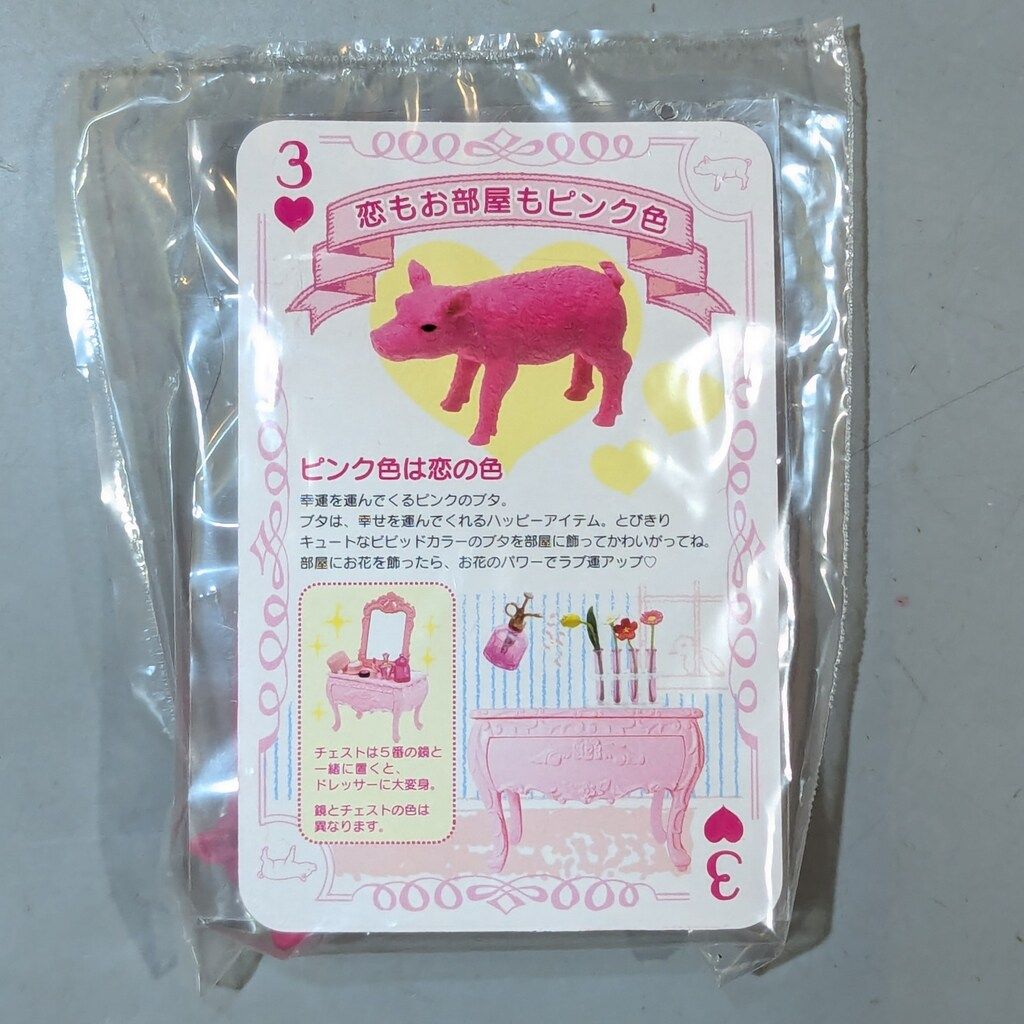 3
恋もお部屋もピンク色
ピンク色は恋の色
幸運を運んでくるピンクのブタ。
ブタは、幸せを運んでくれるハッピーアイテム。とびきり
キュートなビビッドカラーのブタを部屋に飾ってかわいがってね。
部屋にお花を飾ったら、お花のパワーでラブ運アップ♡
チェストは5番の鏡と
一緒に置くと、
ドレッサーに大変身。
鏡とチェストの色は
異なります。
3